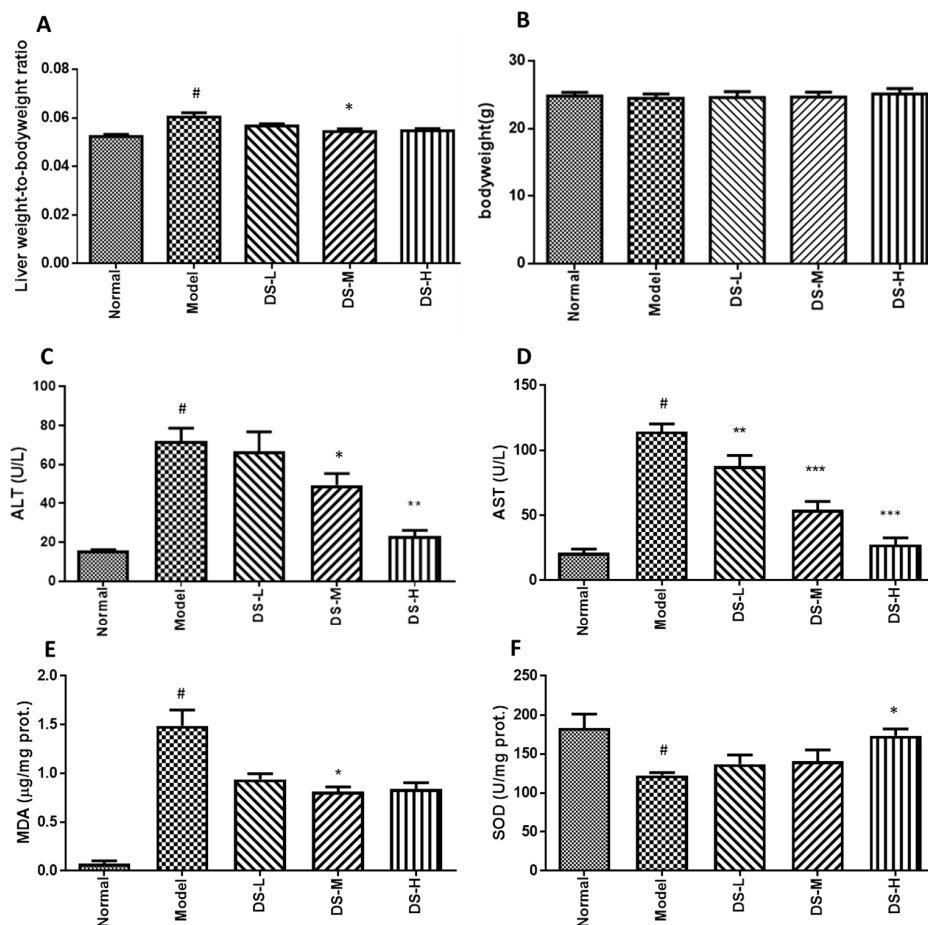 A
Liver weight-to-bodyweight ratio
0.08
0.06
0.04
0.02
0.00
#
*
Normal
Model
DS-L
DS-M
DS-H
B
bodyweight(g)
30
20
10
0
Normal
Model
DS-L
DS-M
DS-H
C
ALT (U/L)
100
80
60
40
20
0
#
*
**
Normal
Model
DS-L
DS-M
DS-H
D
AST (U/L)
150
100
50
0
#
**
***
***
Normal
Model
DS-L
DS-M
DS-H
E
MDA (µg/mg prot.)
2.0
1.5
1.0
0.5
0.0
#
*
Normal
Model
DS-L
DS-M
DS-H
F
SOD (U/mg prot.)
250
200
150
100
50
0
#
*
Normal
Model
DS-L
DS-M
DS-H